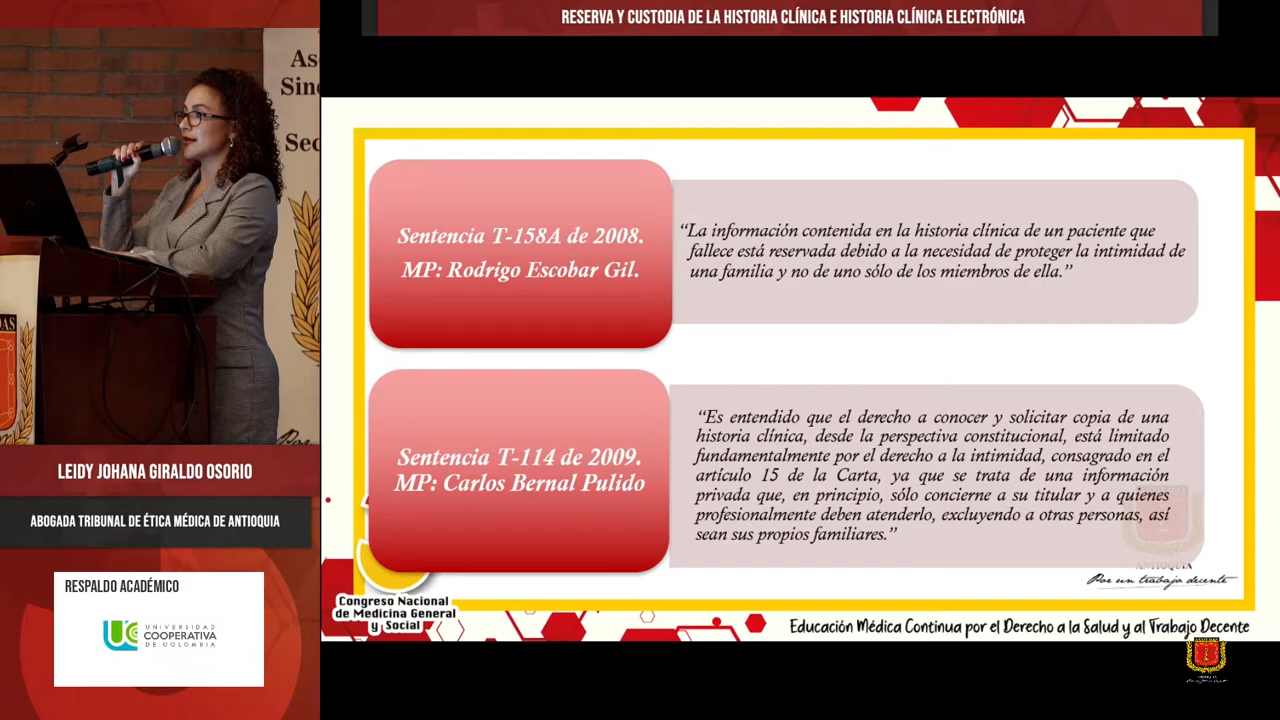 RESERVA Y CUSTODIA DE LA HISTORIA CLÍNICA E HISTORIA CLÍNICA ELECTRÓNICA
As
Sin
Sec
DAS
Sentencia T-158A de 2008.
MP: Rodrigo Escobar Gil.
“La información contenida en la historia clínica de un paciente que
fallece está reservada debido a la necesidad de proteger la intimidad de
una familia y no de uno sólo de los miembros de ella.”
Sentencia T-114 de 2009.
MP: Carlos Bernal Pulido
“Es entendido que el derecho a conocer y solicitar copia de una
historia clínica, desde la perspectiva constitucional, está limitado
fundamentalmente por el derecho a la intimidad, consagrado en el
artículo 15 de la Carta, ya que se trata de una información
privada que, en principio, sólo concierne a su titular y a quienes
profesionalmente deben atenderlo, excluyendo a otras personas, así
sean sus propios familiares.”
ANTIOQUIA
Por un trabajo decente
Congreso Nacional
de Medicina General
y Social
Educación Médica Continua por el Derecho a la Salud y al Trabajo Decente
LEIDY JOHANA GIRALDO OSORIO
ABOGADA TRIBUNAL DE ÉTICA MÉDICA DE ANTIOQUIA
RESPALDO ACADÉMICO
UNIVERSIDAD
COOPERATIVA
DE COLOMBIA